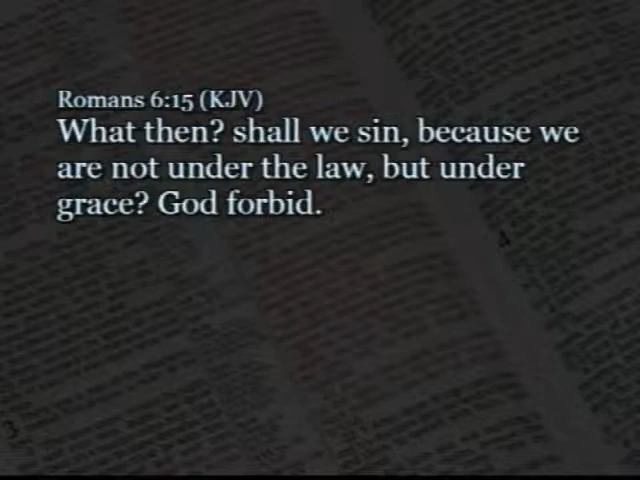 Romans 6:15 (KJV)
What then? shall we sin, because we
are not under the law, but under
grace? God forbid.